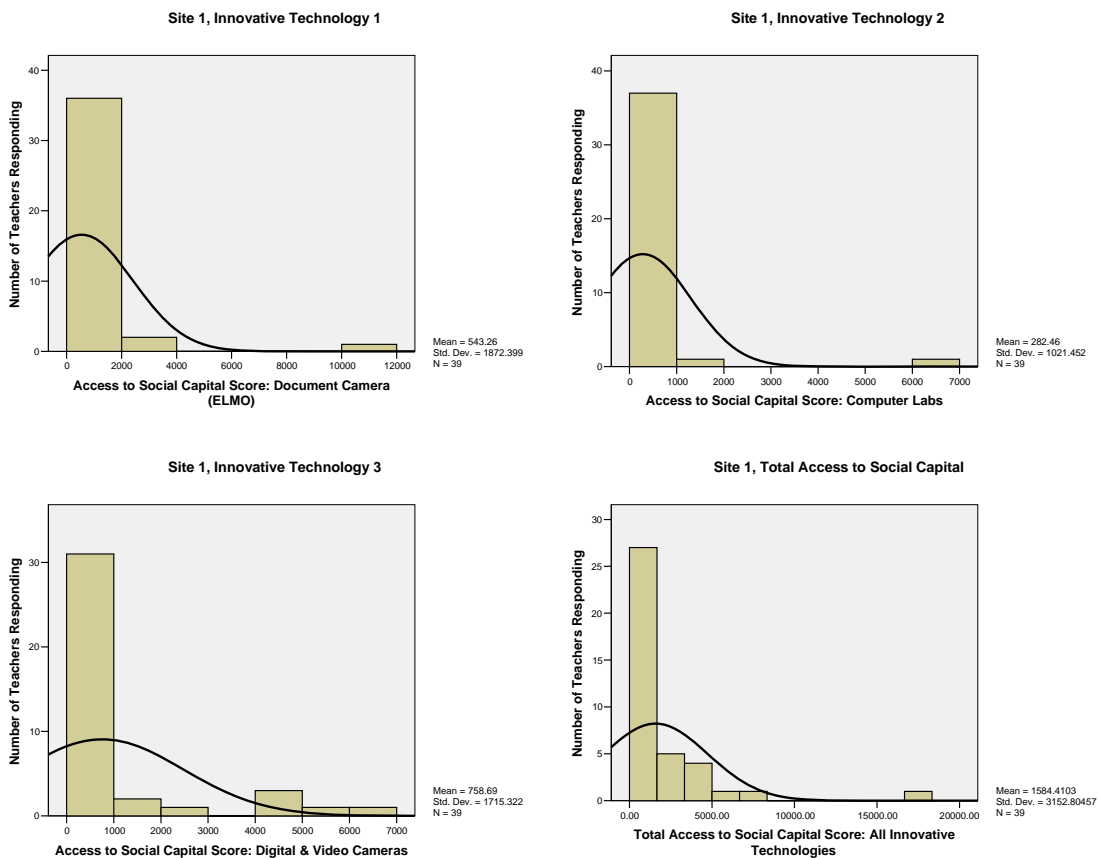 Site 1, Innovative Technology 1
Number of Teachers Responding
40
30
20
10
0
0 2000 4000 6000 8000 10000 12000
Access to Social Capital Score: Document Camera
(ELMO)
Mean = 543.26
Std. Dev. = 1872.399
N = 39
Site 1, Innovative Technology 2
Number of Teachers Responding
40
30
20
10
0
0 1000 2000 3000 4000 5000 6000 7000
Access to Social Capital Score: Computer Labs
Mean = 282.46
Std. Dev. = 1021.452
N = 39
Site 1, Innovative Technology 3
Number of Teachers Responding
30
20
10
0
0 1000 2000 3000 4000 5000 6000 7000
Access to Social Capital Score: Digital & Video Cameras
Mean = 758.69
Std. Dev. = 1715.322
N = 39
Site 1, Total Access to Social Capital
Number of Teachers Responding
30
25
20
15
10
5
0
0.00 5000.00 10000.00 15000.00 20000.00
Total Access to Social Capital Score: All Innovative
Technologies
Mean = 1584.4103
Std. Dev. = 3152.80457
N = 39